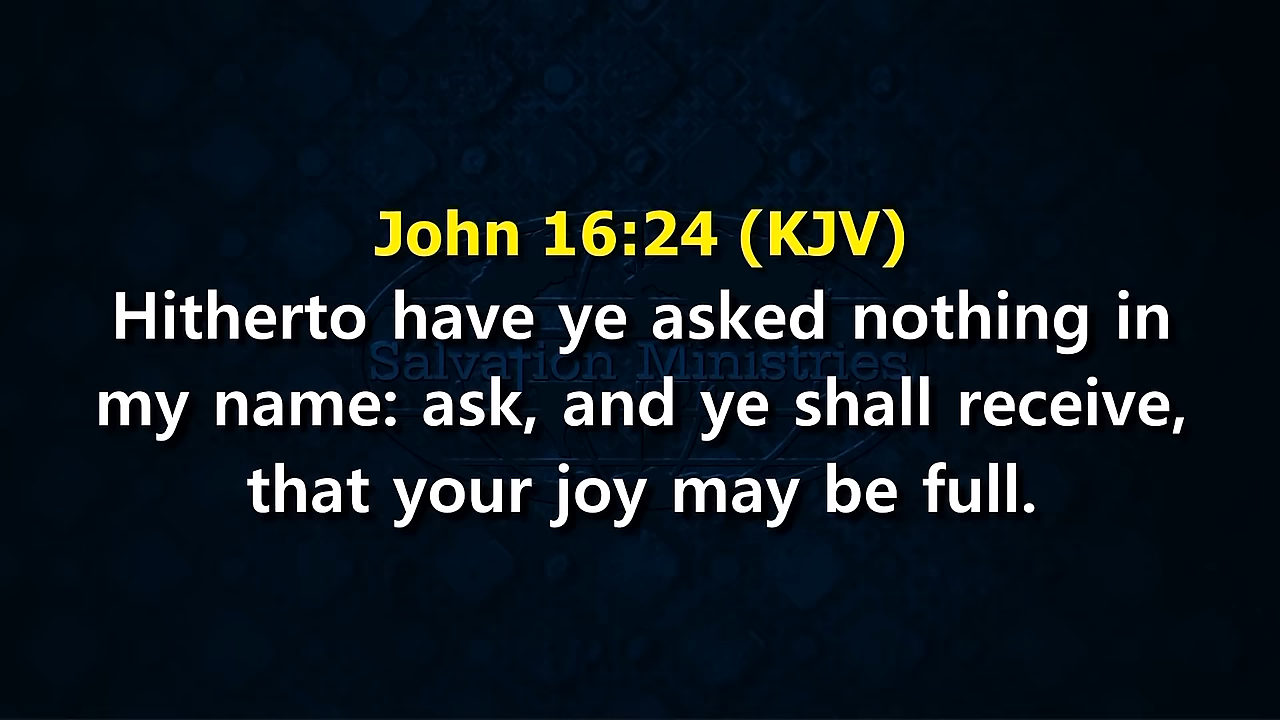 John 16:24 (KJV)
Hitherto have ye asked nothing in
Salvation Ministries
my name: ask, and ye shall receive,
that your joy may be full.